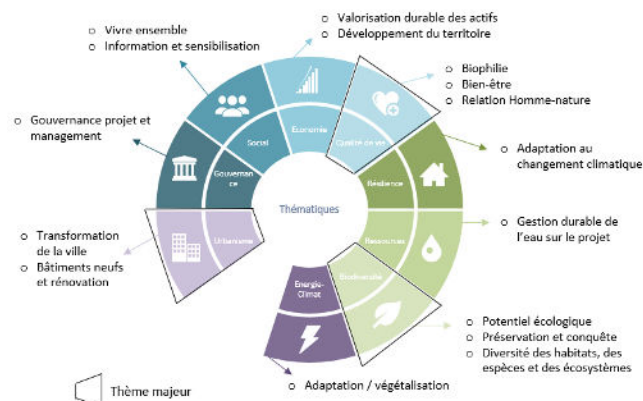 ○ Vivre ensemble
○ Information et sensibilisation
○ Valorisation durable des actifs
○ Développement du territoire
○ Biophilie
○ Bien-être
○ Relation Homme-nature
○ Gouvernance projet et
management
○ Adaptation au
changement climatique
○ Transformation
de la ville
○ Bâtiments neufs
et rénovation
○ Gestion durable de
l'eau sur le projet
Social
Economie
Qualité de vie
Gouvernan
ce
Résilience
Thématiques
Urbanisme
Ressources
Energie-
Climat
Biodiversité
○ Potentiel écologique
○ Préservation et conquête
○ Diversité des habitats, des
espèces et des écosystèmes
○ Adaptation / végétalisation
Thème majeur